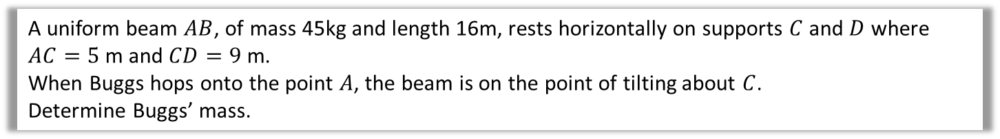 A uniform beam AB, of mass 45kg and length 16m, rests horizontally on supports C and D where
AC = 5 m and CD = 9 m.
When Buggs hops onto the point A, the beam is on the point of tilting about C.
Determine Buggs’ mass.